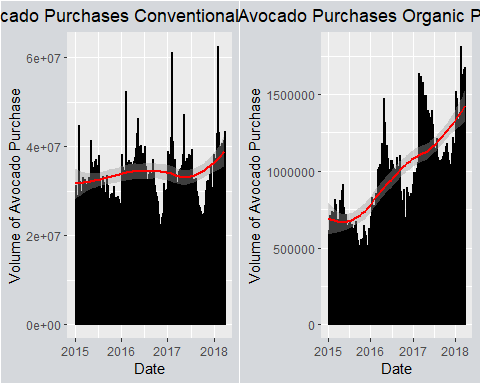 cado Purchases Conventional
Avocado Purchases Organic P
Volume of Avocado Purchase
6e+07
4e+07
2e+07
0e+00
2015 2016 2017 2018
Date
Volume of Avocado Purchase
1500000
1000000
500000
0
2015 2016 2017 2018
Date